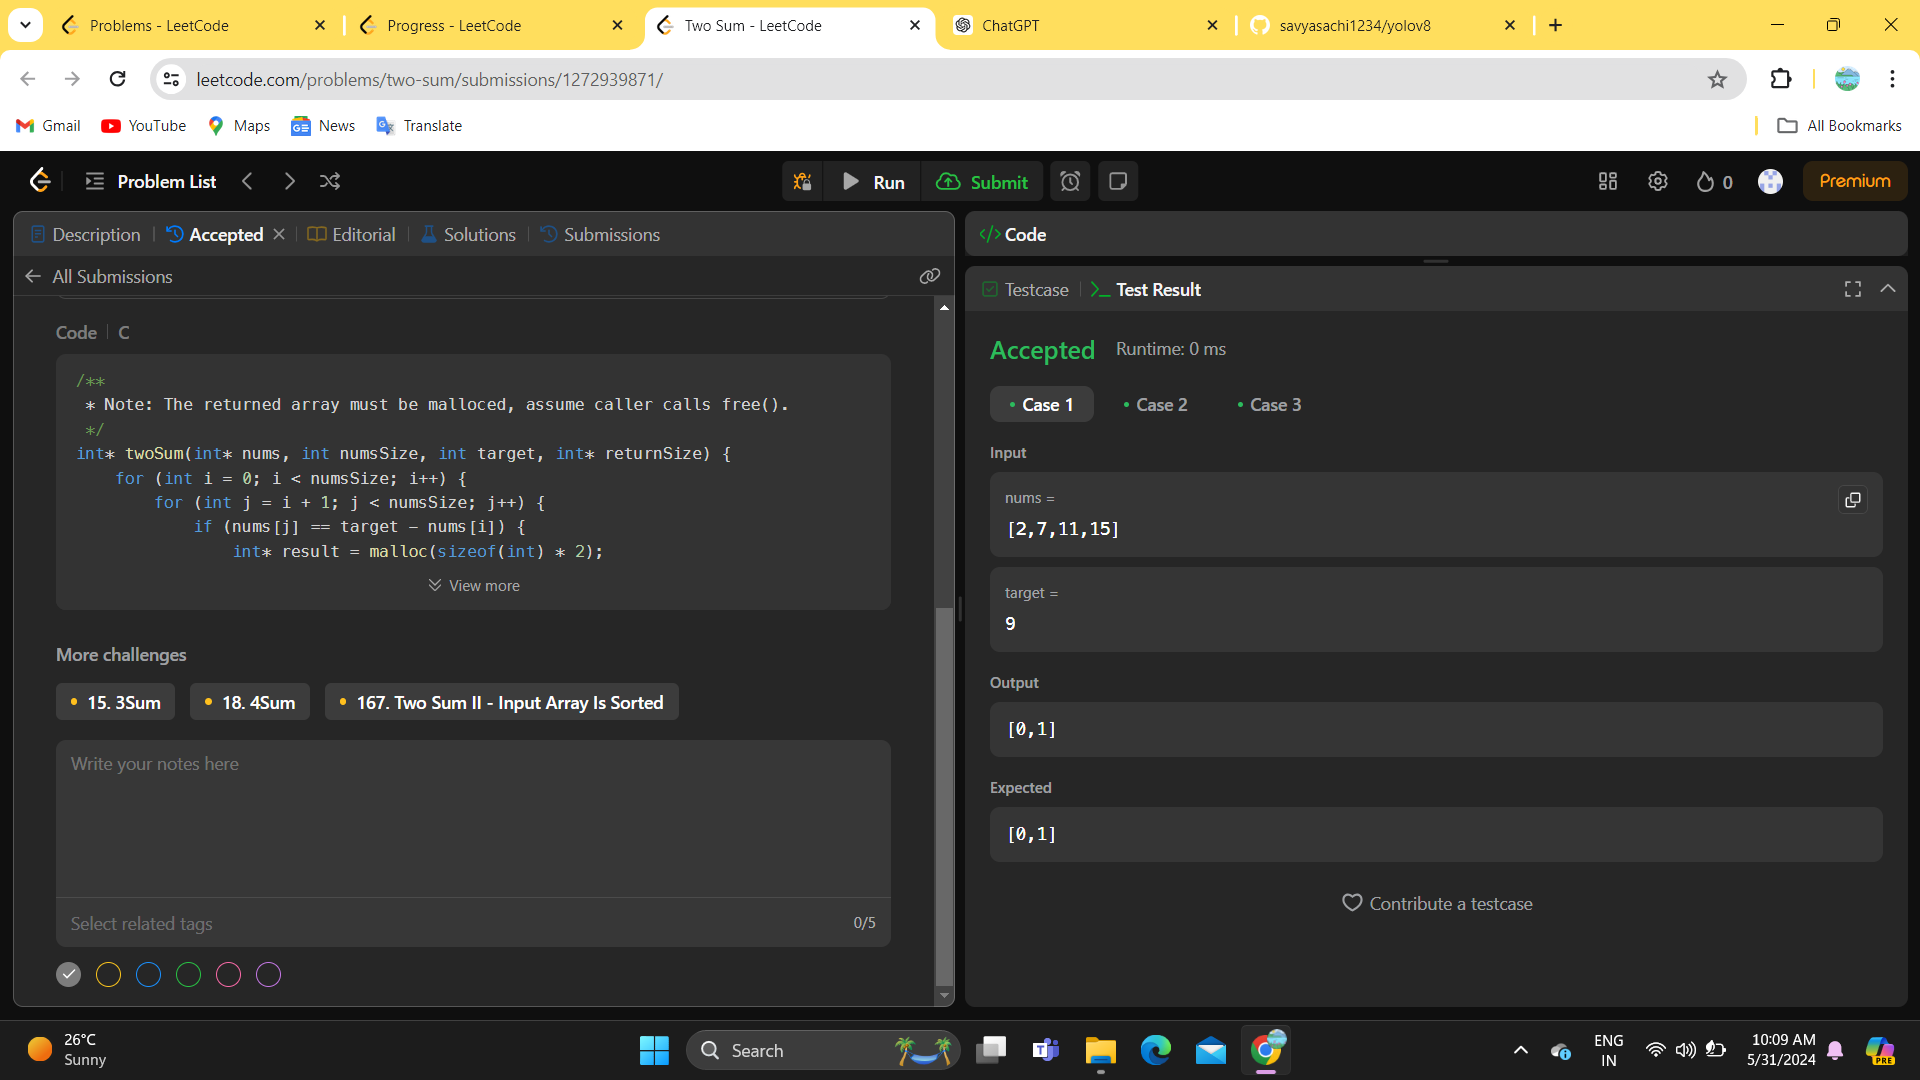 Problems - LeetCode
Progress - LeetCode
Two Sum - LeetCode
ChatGPT
savyasachi1234/yolov8
leetcode.com/problems/two-sum/submissions/1272939871/
Gmail YouTube Maps News Translate All Bookmarks
Problem List Run Submit 0 Premium
Description Accepted Editorial Solutions Submissions
All Submissions
Code C
/**
 * Note: The returned array must be malloced, assume caller calls free().
 */
int* twoSum(int* nums, int numsSize, int target, int* returnSize) {
    for (int i = 0; i < numsSize; i++) {
        for (int j = i + 1; j < numsSize; j++) {
            if (nums[j] == target - nums[i]) {
                int* result = malloc(sizeof(int) * 2);
View more
More challenges
15. 3Sum 18. 4Sum 167. Two Sum II - Input Array Is Sorted
Write your notes here
Select related tags 0/5
</> Code
Testcase Test Result
Accepted Runtime: 0 ms
• Case 1 • Case 2 • Case 3
Input
nums =
[2,7,11,15]
target =
9
Output
[0,1]
Expected
[0,1]
Contribute a testcase
26°C
Sunny
Search
ENG
IN
10:09 AM
5/31/2024
PRE